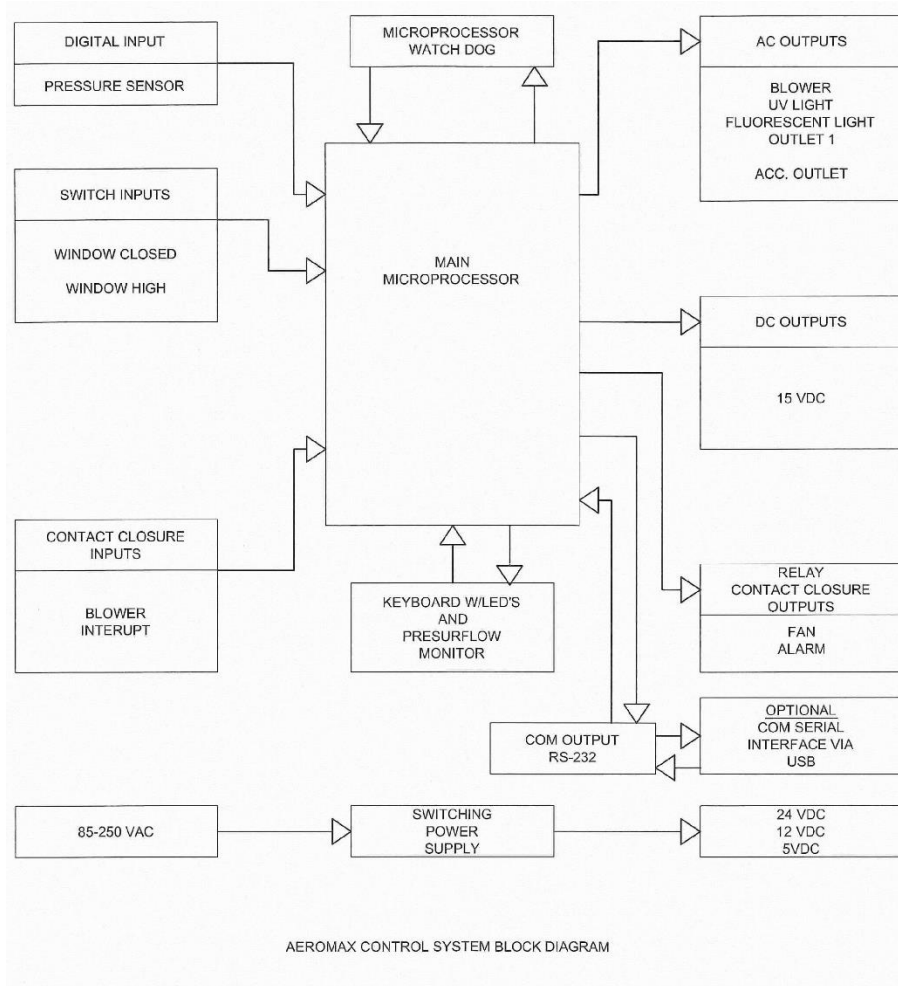 DIGITAL INPUT
PRESSURE SENSOR
MICROPROCESSOR
WATCH DOG
AC OUTPUTS
BLOWER
UV LIGHT
FLUORESCENT LIGHT
OUTLET 1
ACC. OUTLET
SWITCH INPUTS
WINDOW CLOSED
WINDOW HIGH
MAIN
MICROPROCESSOR
DC OUTPUTS
15 VDC
CONTACT CLOSURE
INPUTS
BLOWER
INTERUPT
KEYBOARD W/LED'S
AND
PRESURFLOW
MONITOR
RELAY
CONTACT CLOSURE
OUTPUTS
FAN
ALARM
COM OUTPUT
RS-232
OPTIONAL
COM SERIAL
INTERFACE VIA
USB
85-250 VAC
SWITCHING
POWER
SUPPLY
24 VDC
12 VDC
5VDC
AEROMAX CONTROL SYSTEM BLOCK DIAGRAM